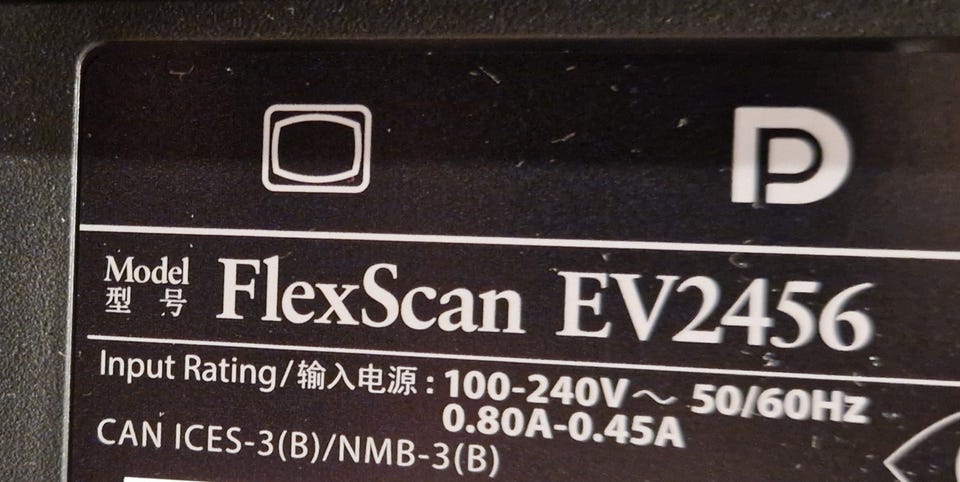 Model
型 号
FlexScan EV2456
Input Rating/输入电源 : 100-240V ～ 50/60Hz
0.80A-0.45A
CAN ICES-3(B)/NMB-3(B)